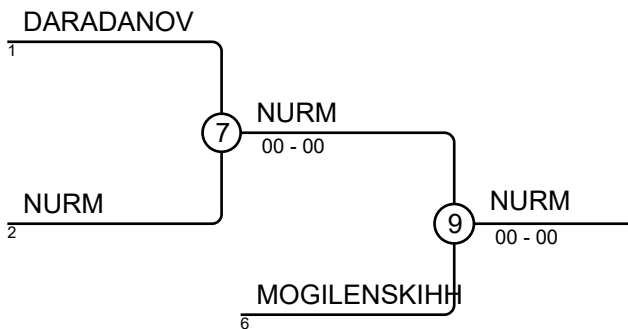 DARADANOV
1
7
NURM
00 - 00
NURM
2
9
NURM
00 - 00
MOGILENSKIHH
6